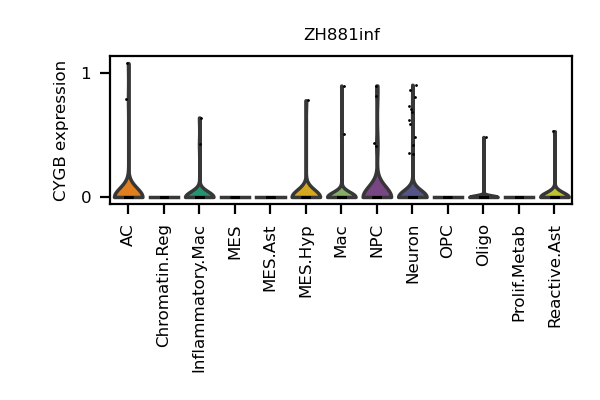 ZH881inf
CYGB expression
1
0
AC
Chromatin.Reg
Inflammatory.Mac
MES
MES.Ast
MES.Hyp
Mac
NPC
Neuron
OPC
Oligo
Prolif.Metab
Reactive.Ast